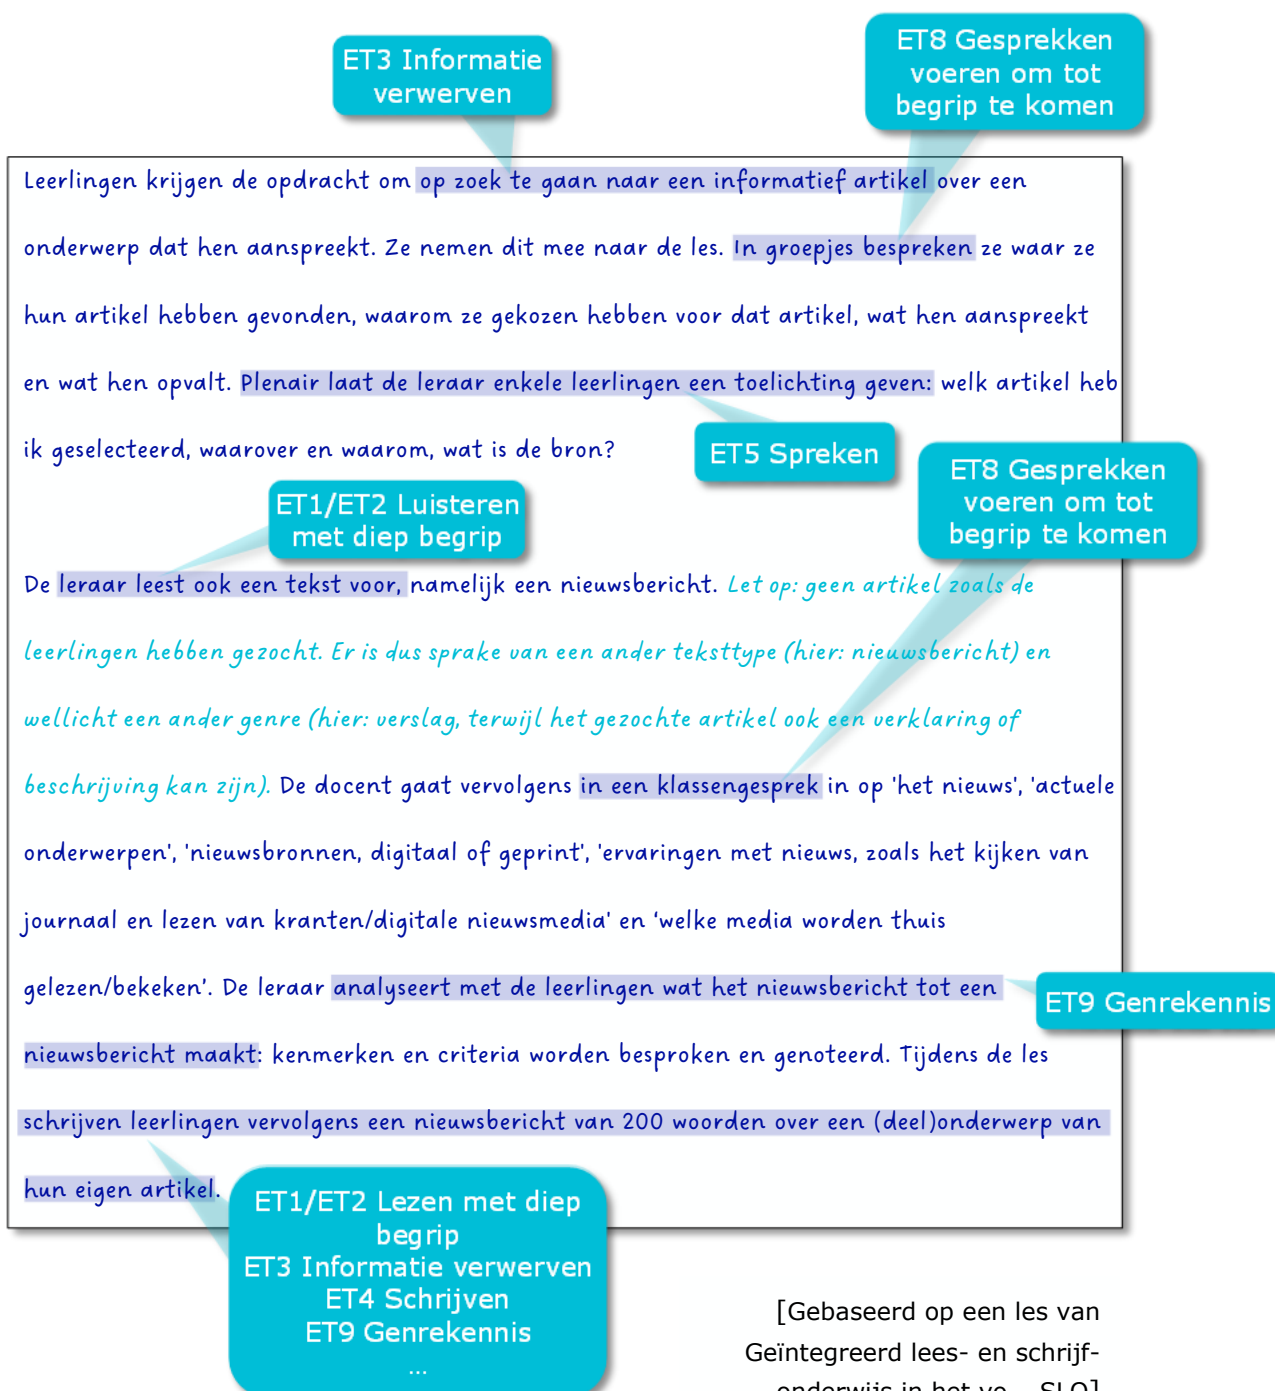 ET3 Informatie
verwerven
ET8 Gesprekken
voeren om tot
begrip te komen
Leerlingen krijgen de opdracht om op zoek te gaan naar een informatief artikel over een
onderwerp dat hen aanspreekt. Ze nemen dit mee naar de les. In groepjes bespreken ze waar ze
hun artikel hebben gevonden, waarom ze gekozen hebben voor dat artikel, wat hen aanspreekt
en wat hen opvalt. Plenair laat de leraar enkele leerlingen een toelichting geven: welk artikel heb
ik geselecteerd, waarover en waarom, wat is de bron?
ET5 Spreken
ET8 Gesprekken
voeren om tot
begrip te komen
ET1/ET2 Luisteren
met diep begrip
De leraar leest ook een tekst voor, namelijk een nieuwsbericht. Let op: geen artikel zoals de
leerlingen hebben gezocht. Er is dus sprake van een ander teksttype (hier: nieuwsbericht) en
wellicht een ander genre (hier: verslag, terwijl het gezochte artikel ook een verklaring of
beschrijving kan zijn). De docent gaat vervolgens in een klassengesprek in op 'het nieuws', 'actuele
onderwerpen', 'nieuwsbronnen, digitaal of geprint', 'ervaringen met nieuws, zoals het kijken van
journaal en lezen van kranten/digitale nieuwsmedia' en 'welke media worden thuis
gelezen/bekeken'. De leraar analyseert met de leerlingen wat het nieuwsbericht tot een
ET9 Genrekennis
nieuwsbericht maakt: kenmerken en criteria worden besproken en genoteerd. Tijdens de les
schrijven leerlingen vervolgens een nieuwsbericht van 200 woorden over een (deel)onderwerp van
hun eigen artikel.
ET1/ET2 Lezen met diep
begrip
ET3 Informatie verwerven
ET4 Schrijven
ET9 Genrekennis
...
[Gebaseerd op een les van
Geïntegreerd lees- en schrijf-
onderwijs in het vo - SLO]